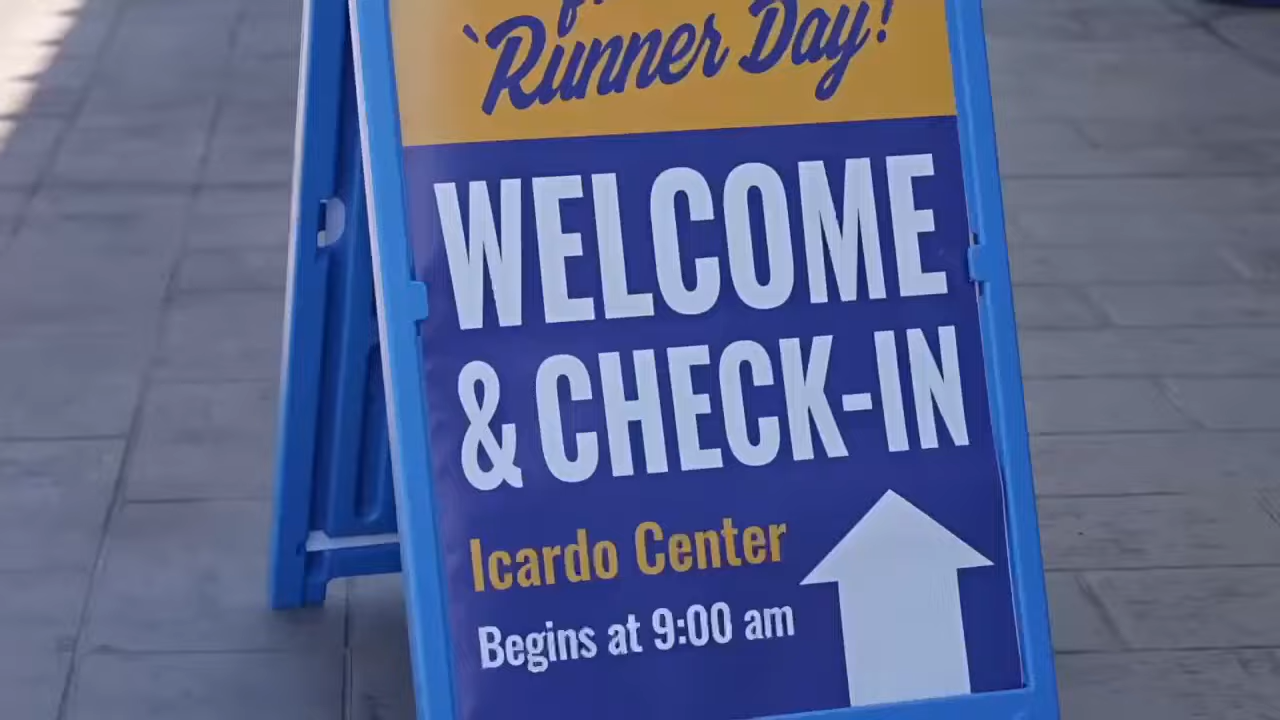 'Runner Day!
WELCOME
& CHECK-IN
Icardo Center
Begins at 9:00 am